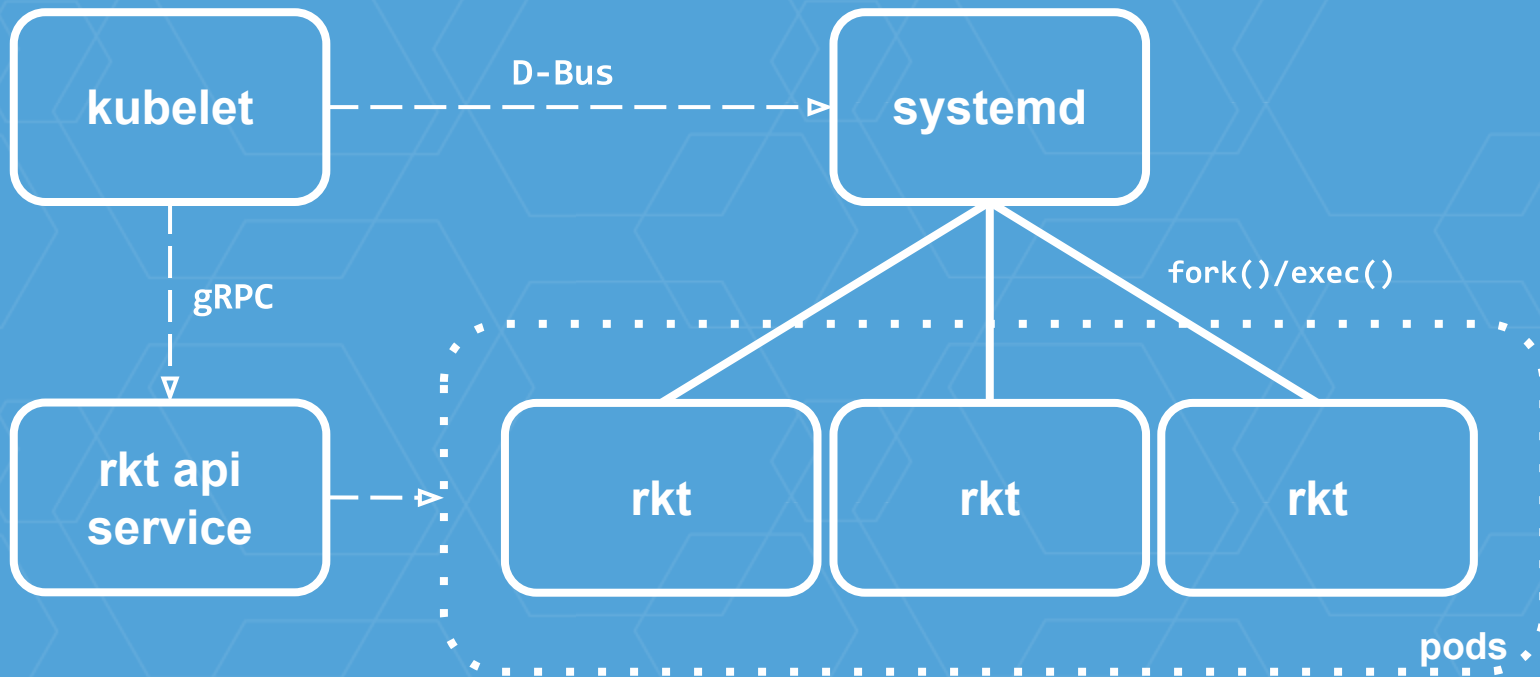 kubelet
D-Bus
systemd
gRPC
fork()/exec()
rkt api
service
rkt
rkt
rkt
pods